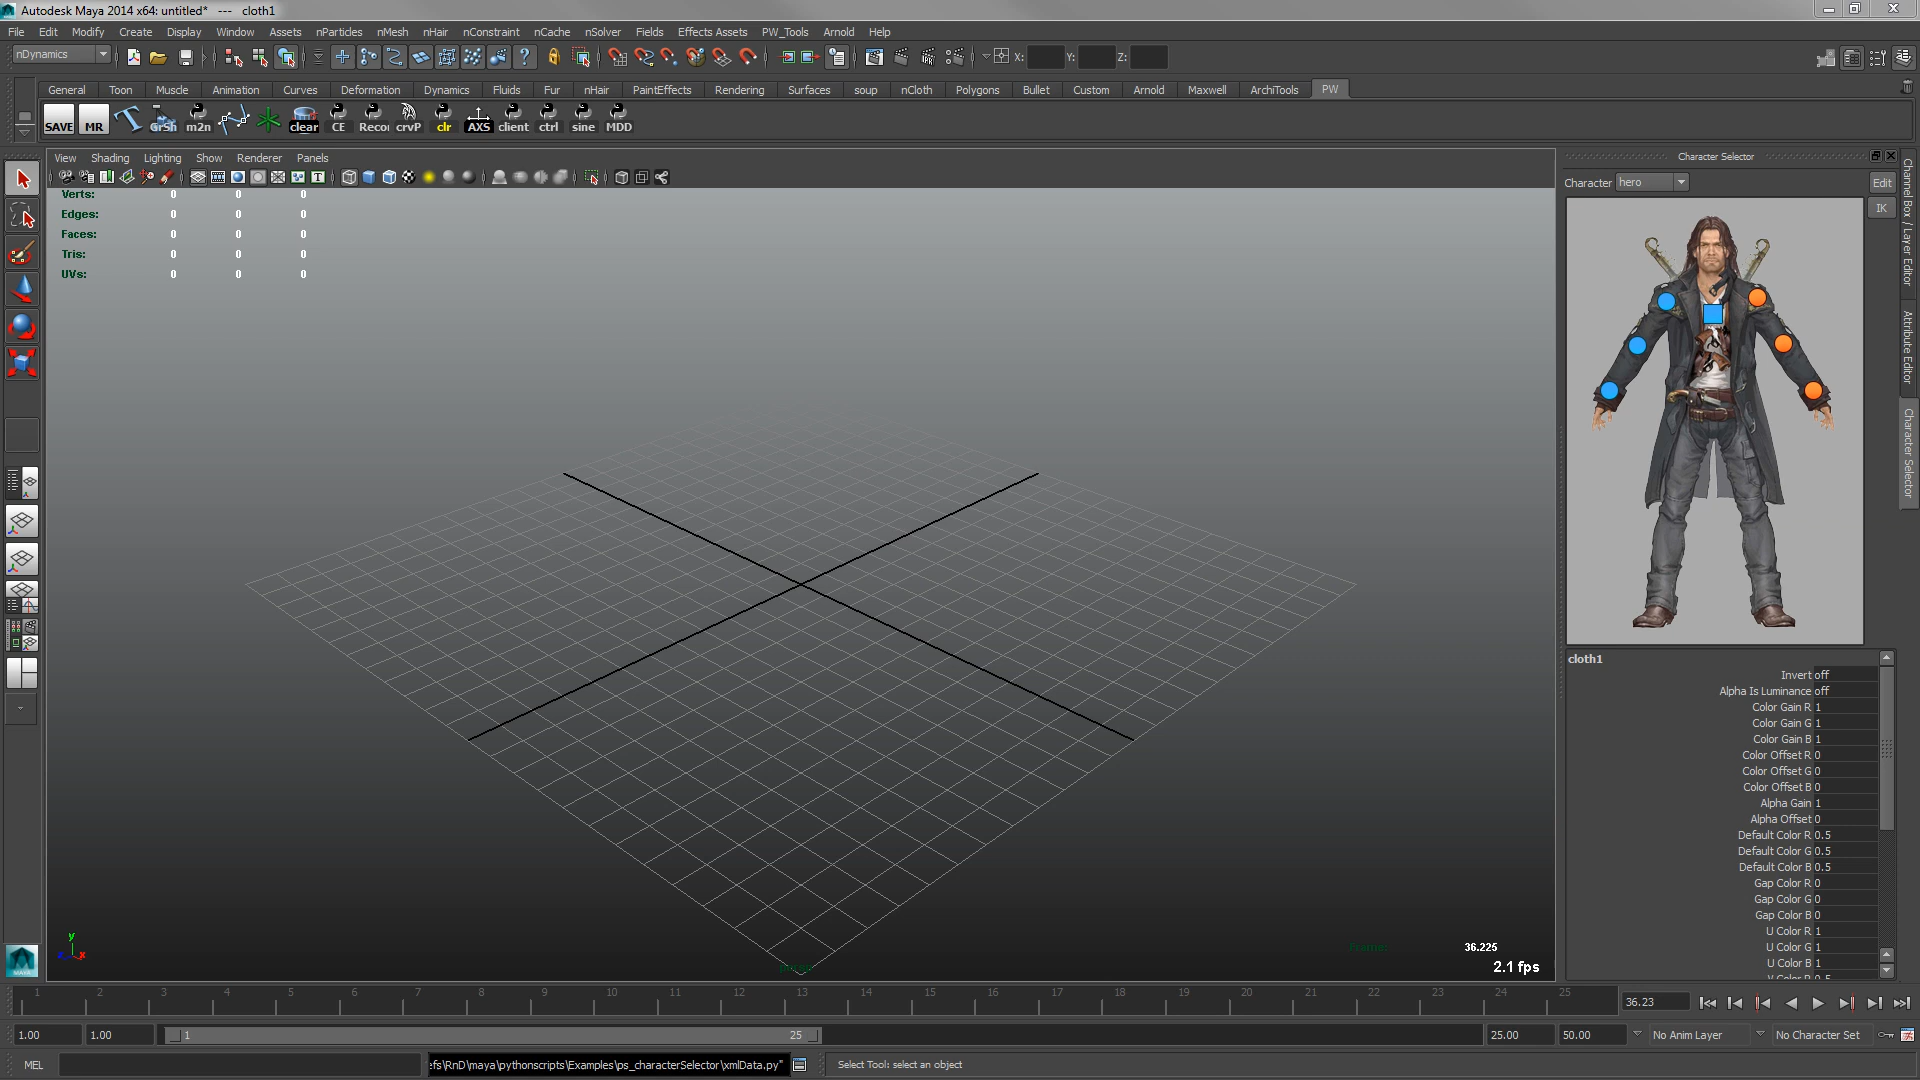 Autodesk Maya 2014 x64: untitled* --- cloth1
File Edit Modify Create Display Window Assets nParticles nMesh nHair nConstraint nCache nSolver Fields Effects Assets PW_Tools Arnold Help
nDynamics X: Y: Z:
General Toon Muscle Animation Curves Deformation Dynamics Fluids Fur nHair PaintEffects Rendering Surfaces soup nCloth Polygons Bullet Custom Arnold Maxwell ArchiTools PW
SAVE MR GrSh m2n clear CE Recoi crvP clr AXS client ctrl sine MDD
View Shading Lighting Show Renderer Panels
Verts: 0 0 0
Edges: 0 0 0
Faces: 0 0 0
Tris: 0 0 0
UVs: 0 0 0
y
x
persp
Frame: 36.225
2.1 fps
Character Selector
Character hero Edit
IK
Channel Box / Layer Editor
Attribute Editor
Character Selector
cloth1
Invert off
Alpha Is Luminance off
Color Gain R 1
Color Gain G 1
Color Gain B 1
Color Offset R 0
Color Offset G 0
Color Offset B 0
Alpha Gain 1
Alpha Offset 0
Default Color R 0.5
Default Color G 0.5
Default Color B 0.5
Gap Color R 0
Gap Color G 0
Gap Color B 0
U Color R 1
U Color G 1
U Color B 1
V Color R 0.5
1 2 3 4 5 6 7 8 9 10 11 12 13 14 15 16 17 18 19 20 21 22 23 24 25 36.23
1.00 1.00 1 25 25.00 50.00 No Anim Layer No Character Set
MEL efs\RnD\maya\pythonscripts\Examples\ps_characterSelector\xmlData.py" Select Tool: select an object